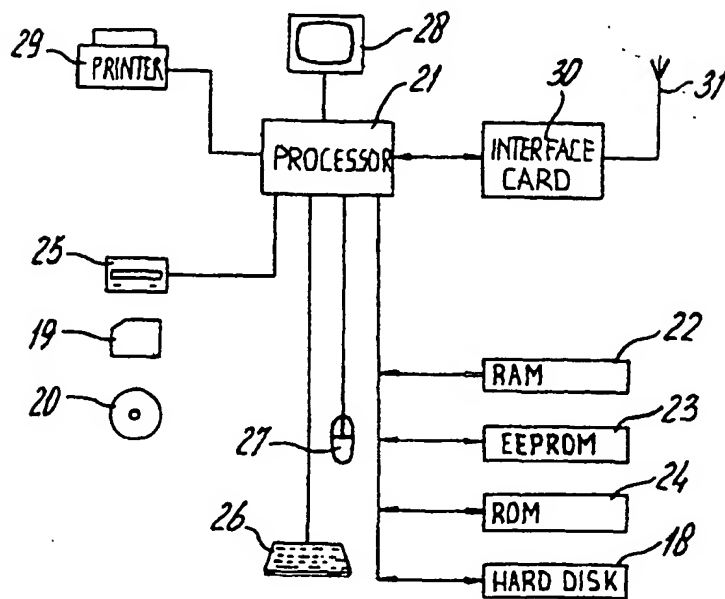 29
PRINTER
28
21
PROCESSOR
30
INTERFACE
CARD
31
25
19
20
27
26
22
RAM
23
EEPROM
24
ROM
18
HARD DISK